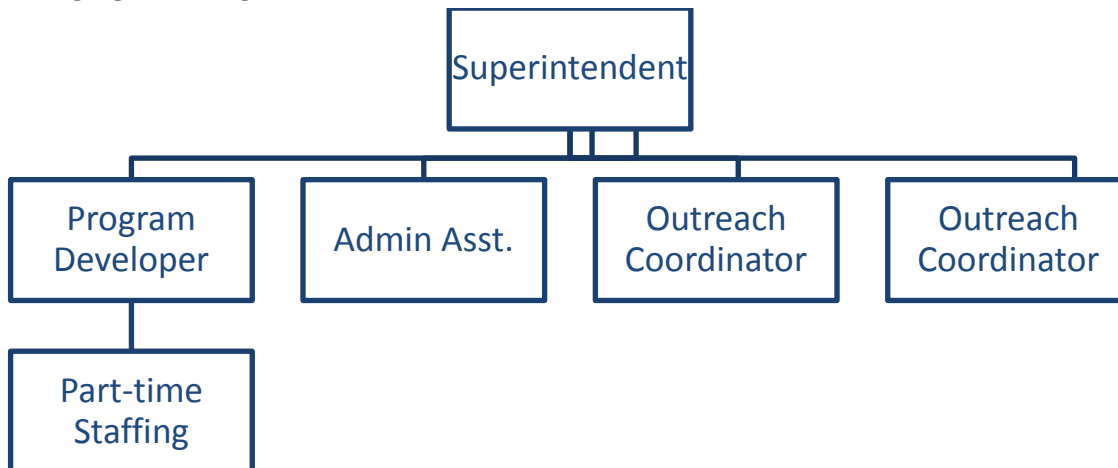 Superintendent
Program
Developer
Admin Asst.
Outreach
Coordinator
Outreach
Coordinator
Part-time
Staffing